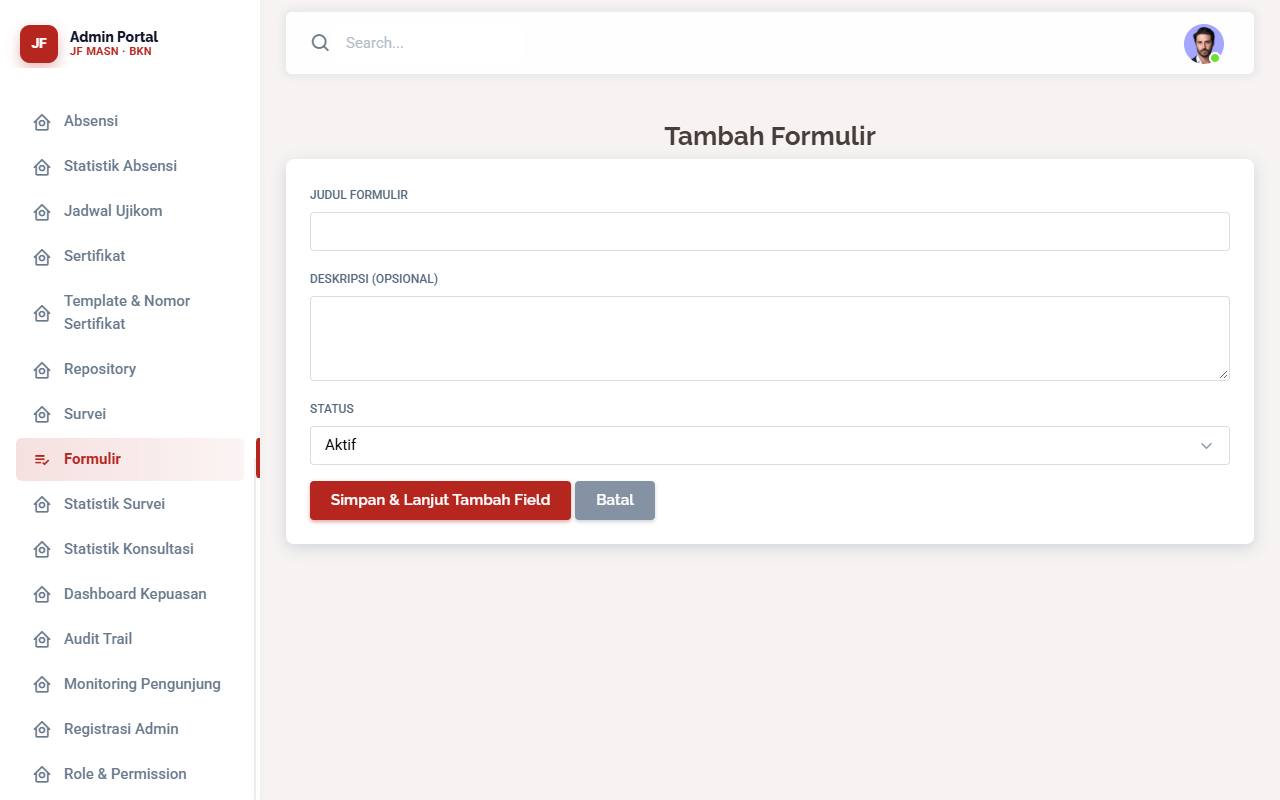 JF
Admin Portal
JF MASN · BKN
Search...
Absensi
Statistik Absensi
Jadwal Ujikom
Sertifikat
Template & Nomor
Sertifikat
Repository
Survei
Formulir
Statistik Survei
Statistik Konsultasi
Dashboard Kepuasan
Audit Trail
Monitoring Pengunjung
Registrasi Admin
Role & Permission
Tambah Formulir
JUDUL FORMULIR
DESKRIPSI (OPSIONAL)
STATUS
Aktif
Simpan & Lanjut Tambah Field
Batal